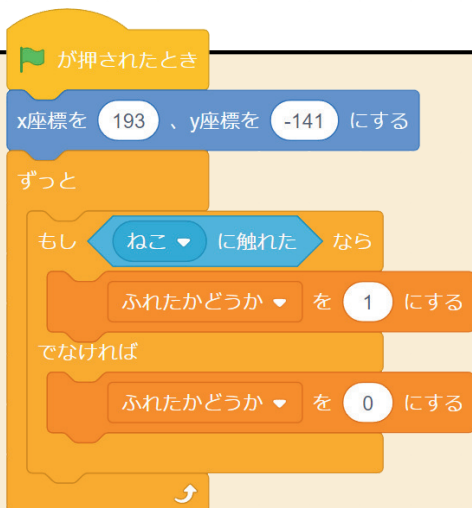 が押されたとき
x座標を 193 、y座標を -141 にする
ずっと
もし ねこ に触れた なら
ふれたかどうか を 1 にする
でなければ
ふれたかどうか を 0 にする